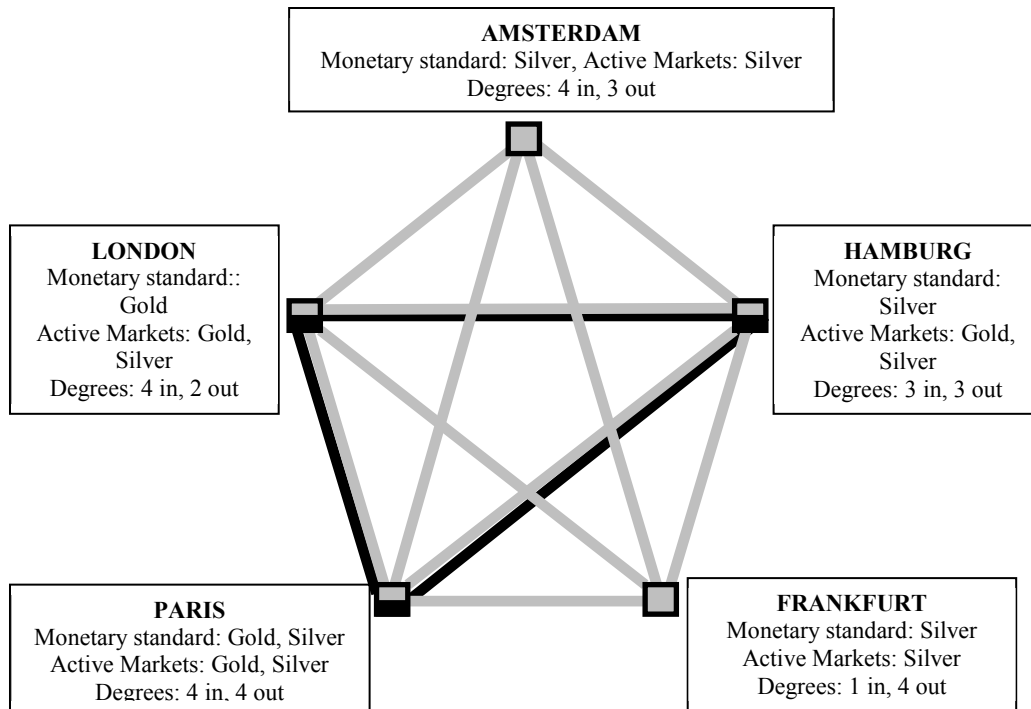 AMSTERDAM
Monetary standard: Silver, Active Markets: Silver
Degrees: 4 in, 3 out
LONDON
Monetary standard::
Gold
Active Markets: Gold,
Silver
Degrees: 4 in, 2 out
HAMBURG
Monetary standard:
Silver
Active Markets: Gold,
Silver
Degrees: 3 in, 3 out
PARIS
Monetary standard: Gold, Silver
Active Markets: Gold, Silver
Degrees: 4 in, 4 out
FRANKFURT
Monetary standard: Silver
Active Markets: Silver
Degrees: 1 in, 4 out